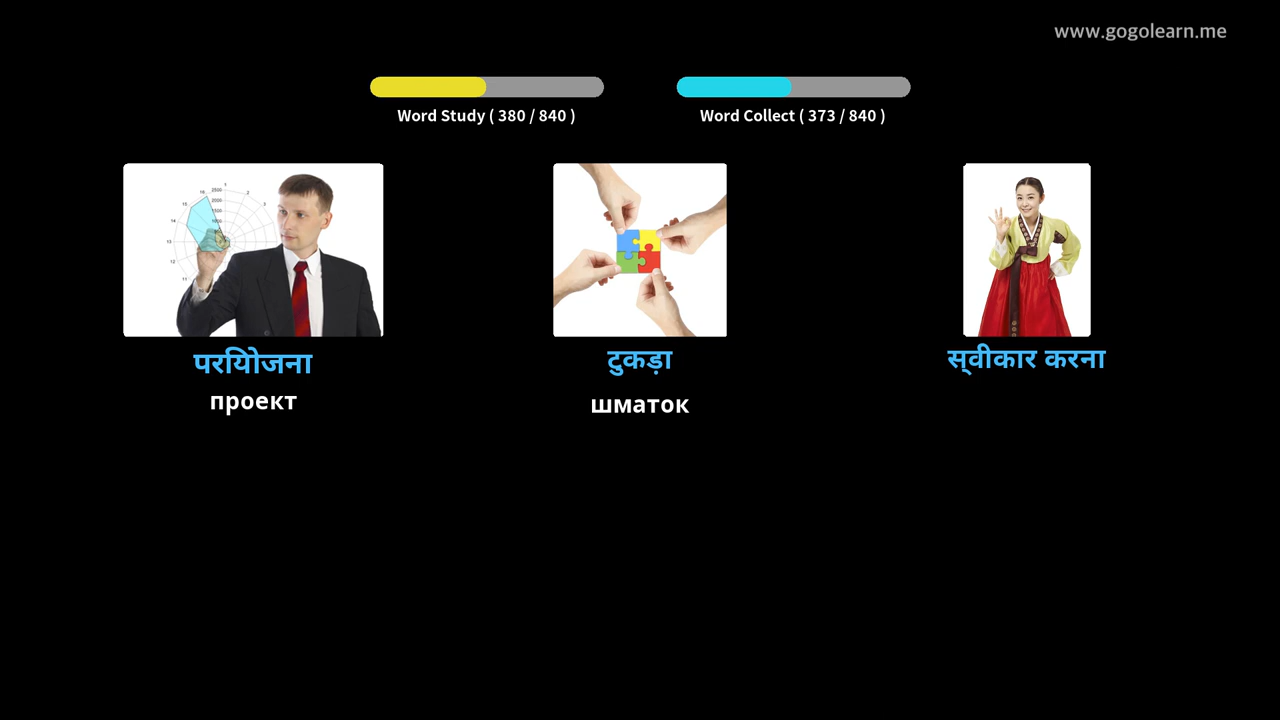 www.gogolearn.me
Word Study ( 380 / 840 )
Word Collect ( 373 / 840 )
परियोजना
проект
टुकड़ा
шматок
स्वीकार करना